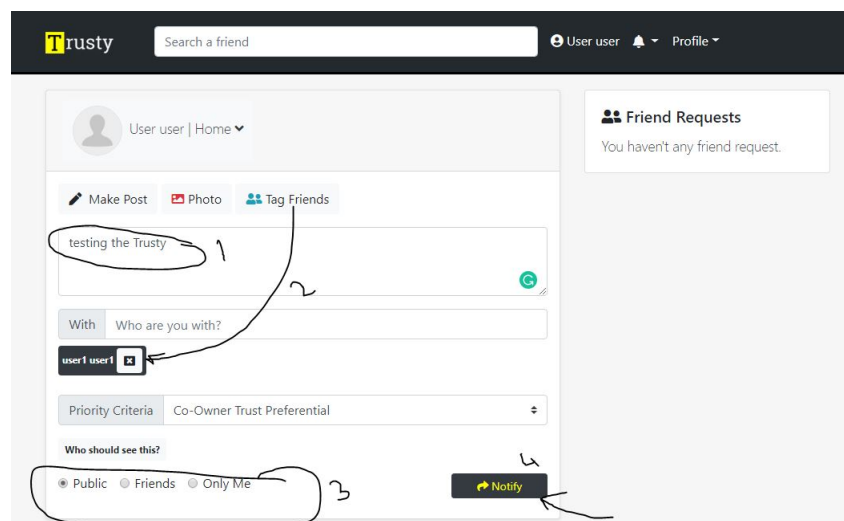 Trusty Search a friend User user Profile
User user | Home
Friend Requests
You haven't any friend request.
Make Post Photo Tag Friends
testing the Trusty 1
2
With Who are you with?
user1 user1
Priority Criteria Co-Owner Trust Preferential
Who should see this?
Public Friends Only Me 3
4
Notify